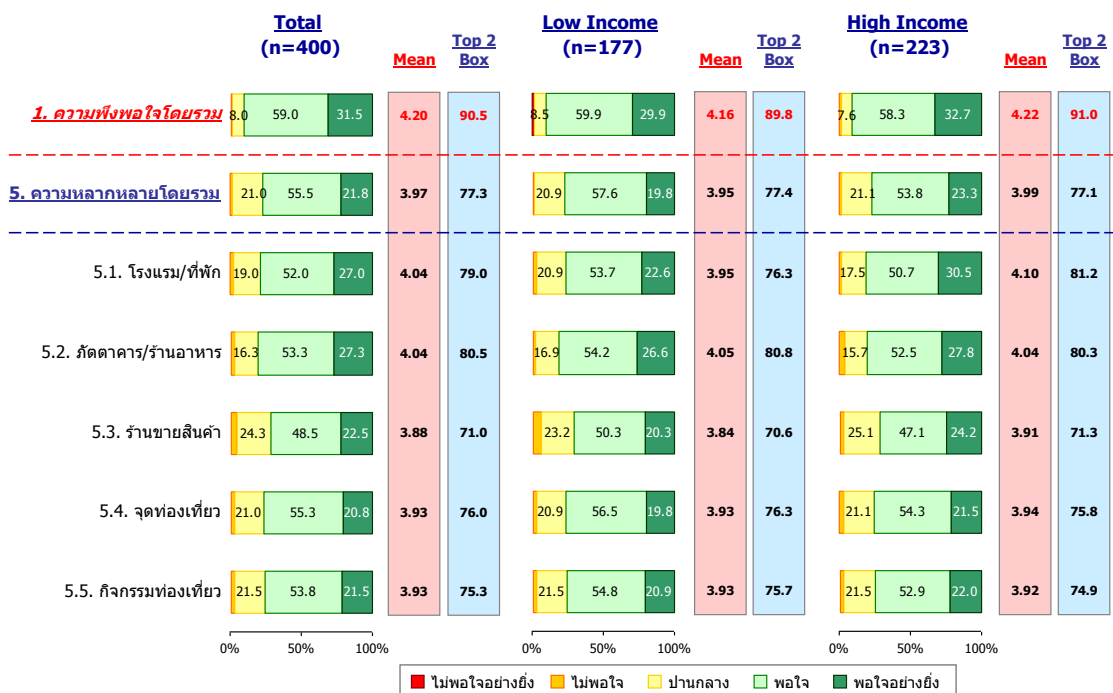 Total
(n=400)
Mean
Top 2
Box
Low Income
(n=177)
Mean
Top 2
Box
High Income
(n=223)
Mean
Top 2
Box
1. ความพึงพอใจโดยรวม 8.0 59.0 31.5 4.20 90.5 8.5 59.9 29.9 4.16 89.8 7.6 58.3 32.7 4.22 91.0
5. ความหลากหลายโดยรวม 21.0 55.5 21.8 3.97 77.3 20.9 57.6 19.8 3.95 77.4 21.1 53.8 23.3 3.99 77.1
5.1. โรงแรม/ที่พัก 19.0 52.0 27.0 4.04 79.0 20.9 53.7 22.6 3.95 76.3 17.5 50.7 30.5 4.10 81.2
5.2. ภัตตาคาร/ร้านอาหาร 16.3 53.3 27.3 4.04 80.5 16.9 54.2 26.6 4.05 80.8 15.7 52.5 27.8 4.04 80.3
5.3. ร้านขายสินค้า 24.3 48.5 22.5 3.88 71.0 23.2 50.3 20.3 3.84 70.6 25.1 47.1 24.2 3.91 71.3
5.4. จุดท่องเที่ยว 21.0 55.3 20.8 3.93 76.0 20.9 56.5 19.8 3.93 76.3 21.1 54.3 21.5 3.94 75.8
5.5. กิจกรรมท่องเที่ยว 21.5 53.8 21.5 3.93 75.3 21.5 54.8 20.9 3.93 75.7 21.5 52.9 22.0 3.92 74.9
0% 50% 100% 0% 50% 100% 0% 50% 100%
ไม่พอใจอย่างยิ่ง ไม่พอใจ ปานกลาง พอใจ พอใจอย่างยิ่ง